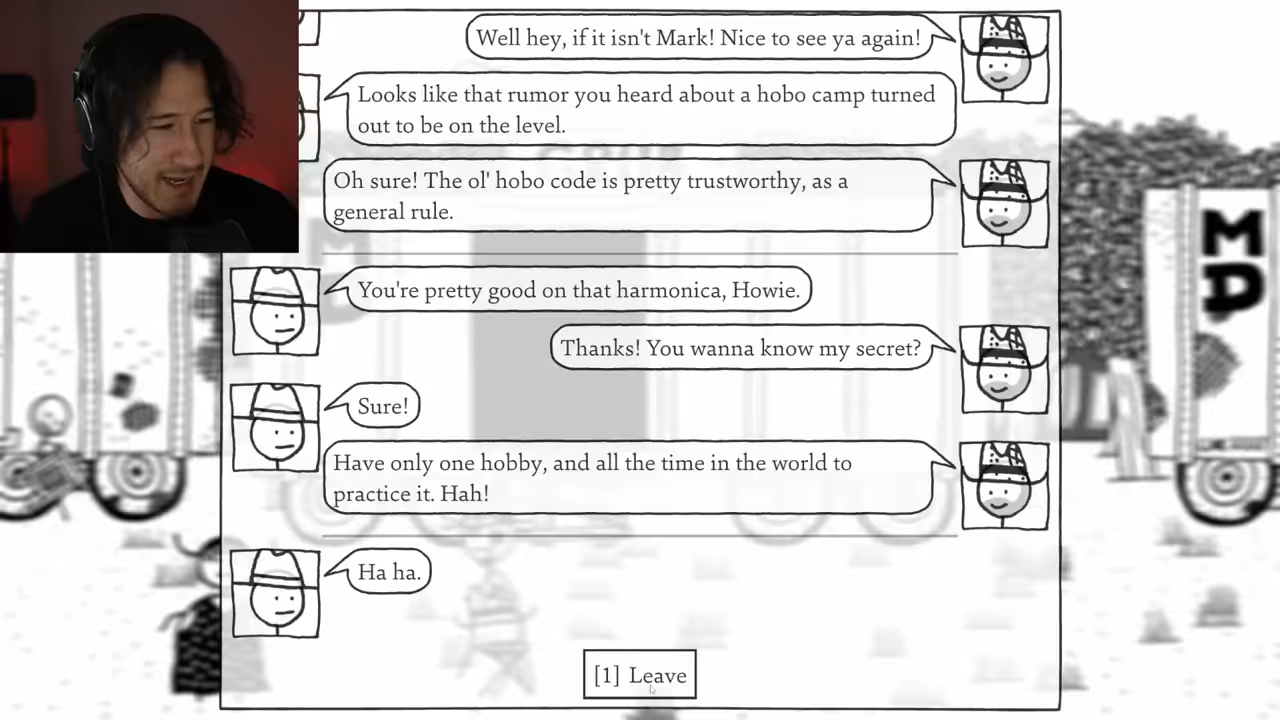 Well hey, if it isn't Mark! Nice to see ya again!
Looks like that rumor you heard about a hobo camp turned
out to be on the level.
Oh sure! The ol' hobo code is pretty trustworthy, as a
general rule.
You're pretty good on that harmonica, Howie.
Thanks! You wanna know my secret?
Sure!
Have only one hobby, and all the time in the world to
practice it. Hah!
Ha ha.
[1] Leave
M
D
M
D